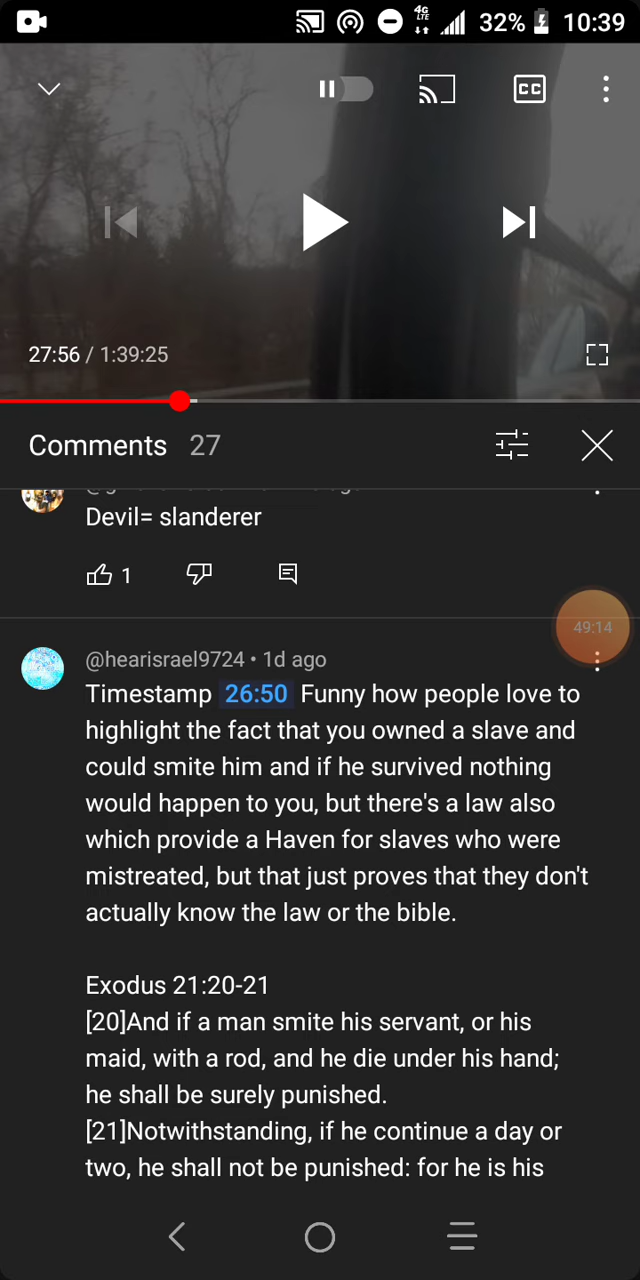 4G
LTE
32%
10:39
CC
27:56 / 1:39:25
Comments 27
Devil= slanderer
1
49:14
@hearisrael9724 • 1d ago
Timestamp 26:50 Funny how people love to
highlight the fact that you owned a slave and
could smite him and if he survived nothing
would happen to you, but there's a law also
which provide a Haven for slaves who were
mistreated, but that just proves that they don't
actually know the law or the bible.
Exodus 21:20-21
[20]And if a man smite his servant, or his
maid, with a rod, and he die under his hand;
he shall be surely punished.
[21]Notwithstanding, if he continue a day or
two, he shall not be punished: for he is his